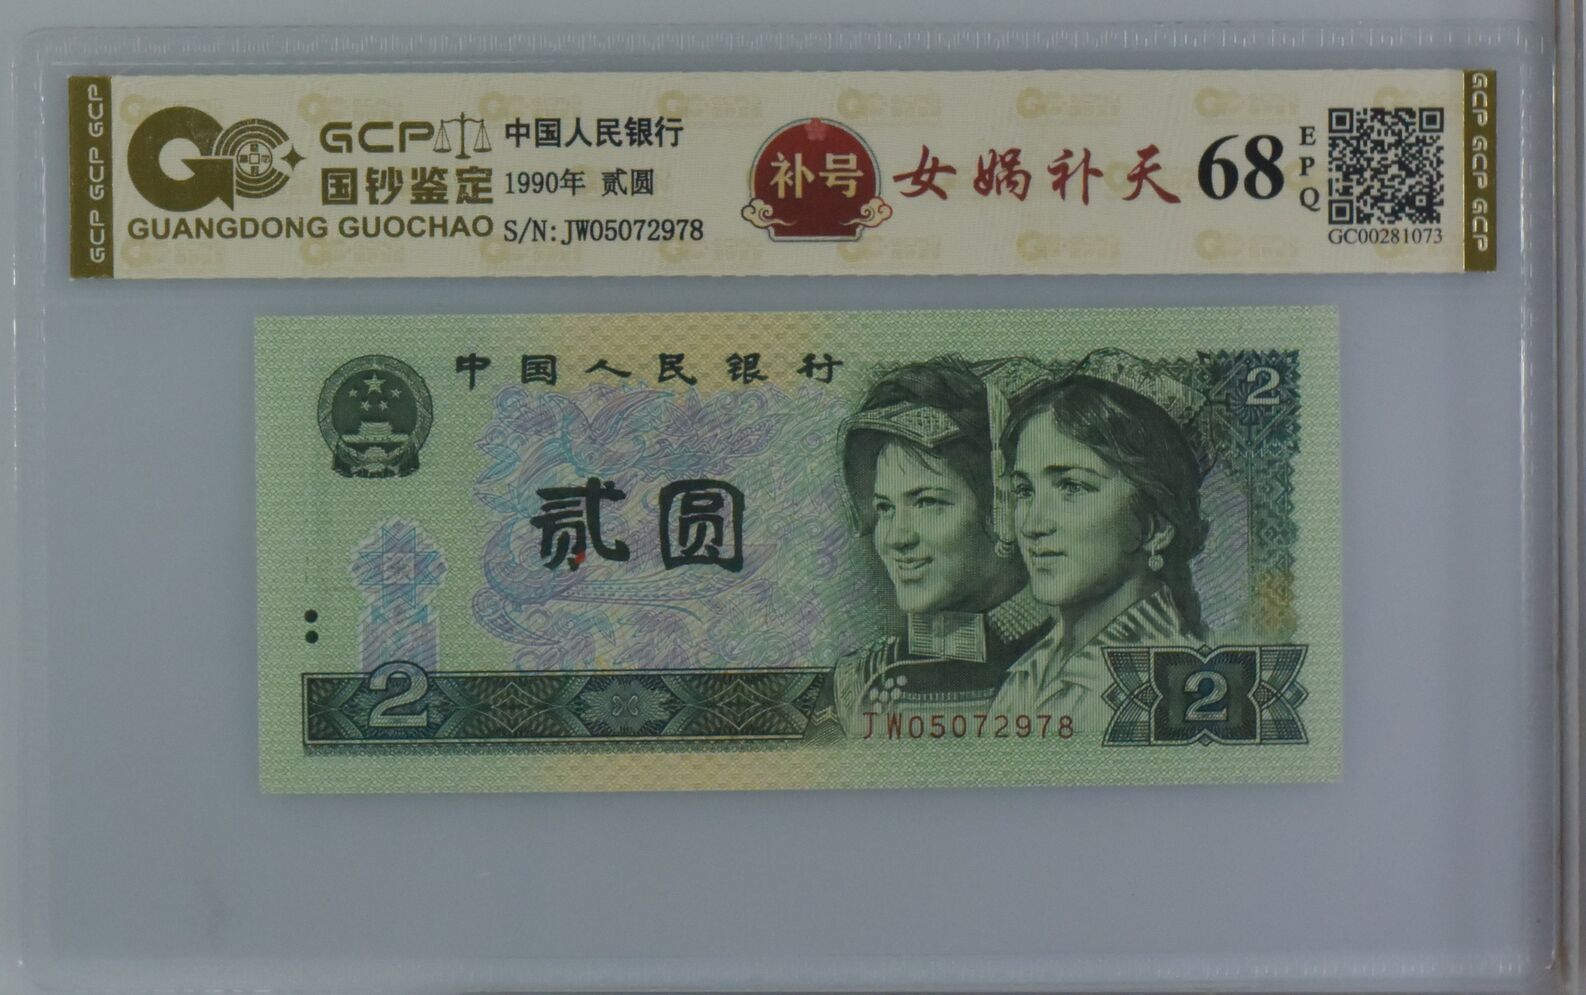 GCP GCP GCP
GCP
国钞鉴定
GUANGDONG GUOCHAO
中国人民银行
1990年 贰圆
S/N:JW05072978
补号
女娲补天
68
EPQ
GC00281073
GCP GCP GCP
中国人民银行
2
贰圆
2
JW05072978
2